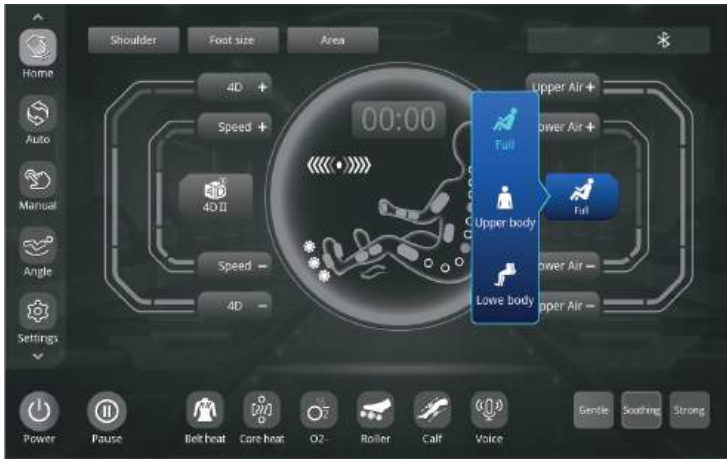 Shoulder
Foot size
Area
Home
Auto
Manual
Angle
Settings
4D +
Speed +
4D
4D II
Speed −
4D −
00:00
Full
Upper body
Lowe body
Upper Air +
ower Air +
Full
ower Air −
pper Air −
Power
Pause
Belt heat
Core heat
O2-
Roller
Calf
Voice
Gentle
Soothing
Strong